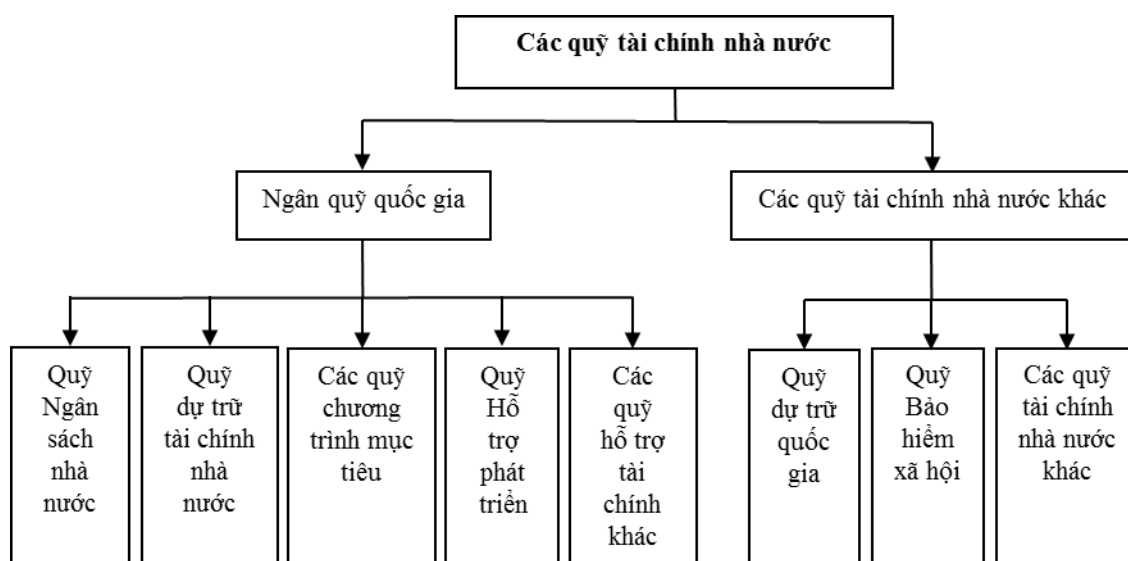 Các quỹ tài chính nhà nước
Ngân quỹ quốc gia
Các quỹ tài chính nhà nước khác
Quỹ
Ngân
sách
nhà
nước
Quỹ
dự trữ
tài chính
nhà
nước
Các quỹ
chương
trình mục
tiêu
Quỹ
Hỗ
trợ
phát
triển
Các
quỹ
hỗ trợ
tài
chính
khác
Quỹ
dự trữ
quốc
gia
Quỹ
Bảo
hiểm
xã hội
Các quỹ
tài chính
nhà nước
khác